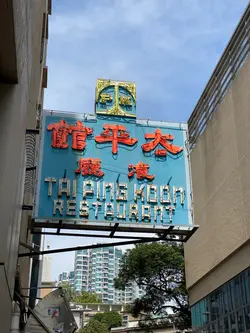 太平館
餐廳
TAI PING KOON
RESTAURANT